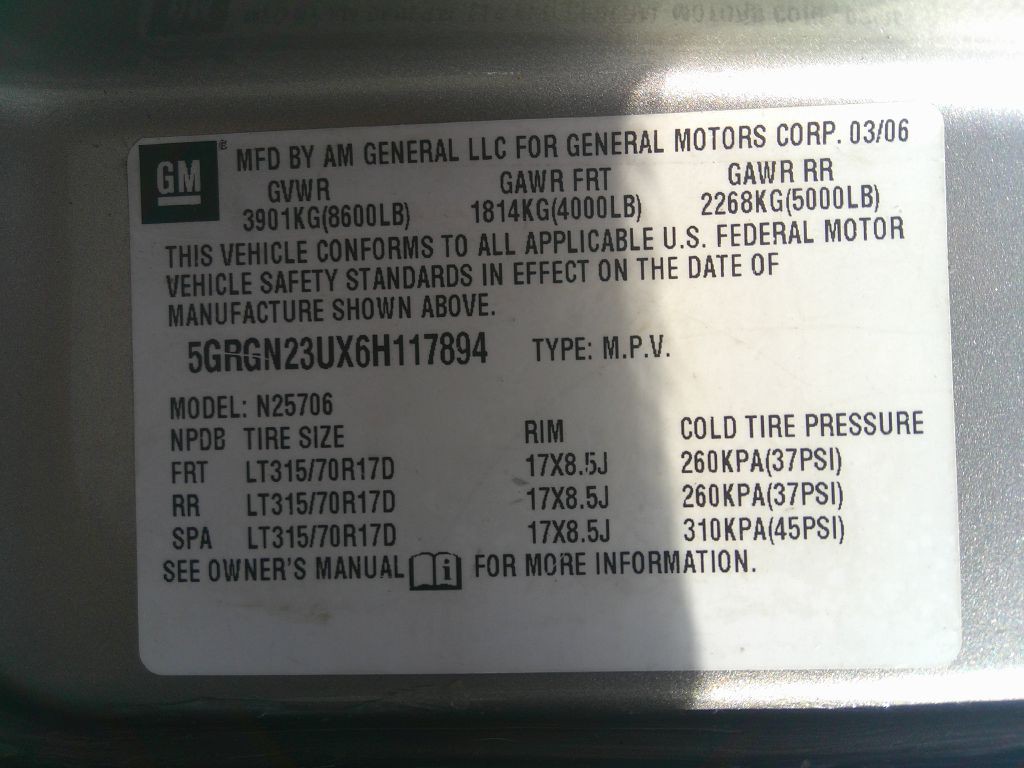 GM
MFD BY AM GENERAL LLC FOR GENERAL MOTORS CORP. 03/06
GVWR GAWR FRT GAWR RR
3901KG(8600LB) 1814KG(4000LB) 2268KG(5000LB)
THIS VEHICLE CONFORMS TO ALL APPLICABLE U.S. FEDERAL MOTOR
VEHICLE SAFETY STANDARDS IN EFFECT ON THE DATE OF
MANUFACTURE SHOWN ABOVE.
5GRGN23UX6H117894 TYPE: M.P.V.
MODEL: N25706
NPDB TIRE SIZE RIM COLD TIRE PRESSURE
FRT LT315/70R17D 17X8.5J 260KPA(37PSI)
RR LT315/70R17D 17X8.5J 260KPA(37PSI)
SPA LT315/70R17D 17X8.5J 310KPA(45PSI)
SEE OWNER'S MANUAL i FOR MORE INFORMATION.